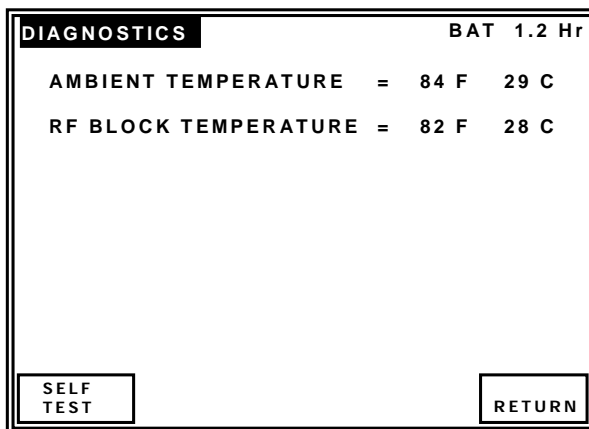 DIAGNOSTICS BAT 1.2 Hr
AMBIENT TEMPERATURE = 84 F 29 C
RF BLOCK TEMPERATURE = 82 F 28 C
SELF
TEST
RETURN